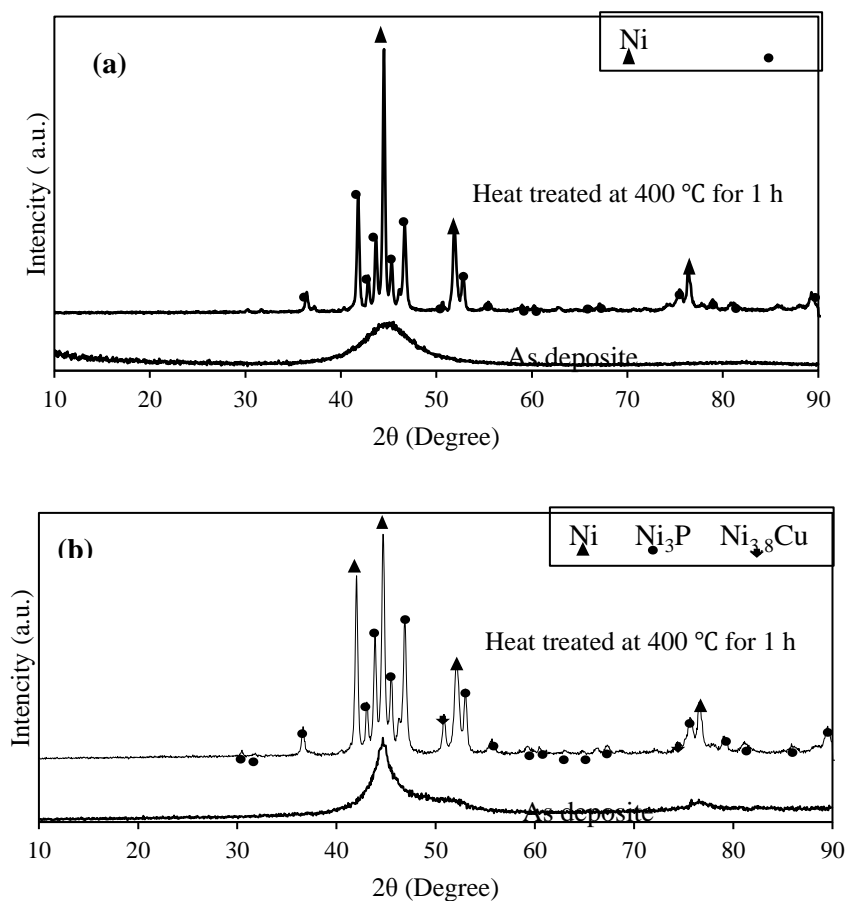 (a)
Ni
Intencity ( a.u.)
Heat treated at 400 ℃ for 1 h
As deposite
10 20 30 40 50 60 70 80 90
2θ (Degree)
(b)
Ni Ni₃P Ni₃.₈Cu
Intencity (a.u.)
Heat treated at 400 ℃ for 1 h
As deposite
10 20 30 40 50 60 70 80 90
2θ (Degree)